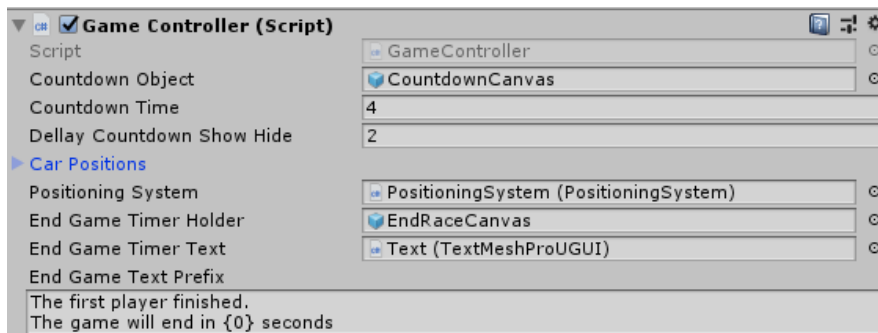 Game Controller (Script)
Script GameController
Countdown Object CountdownCanvas
Countdown Time 4
Dellay Countdown Show Hide 2
Car Positions
Positioning System PositioningSystem (PositioningSystem)
End Game Timer Holder EndRaceCanvas
End Game Timer Text Text (TextMeshProUGUI)
End Game Text Prefix
The first player finished.
The game will end in {0} seconds